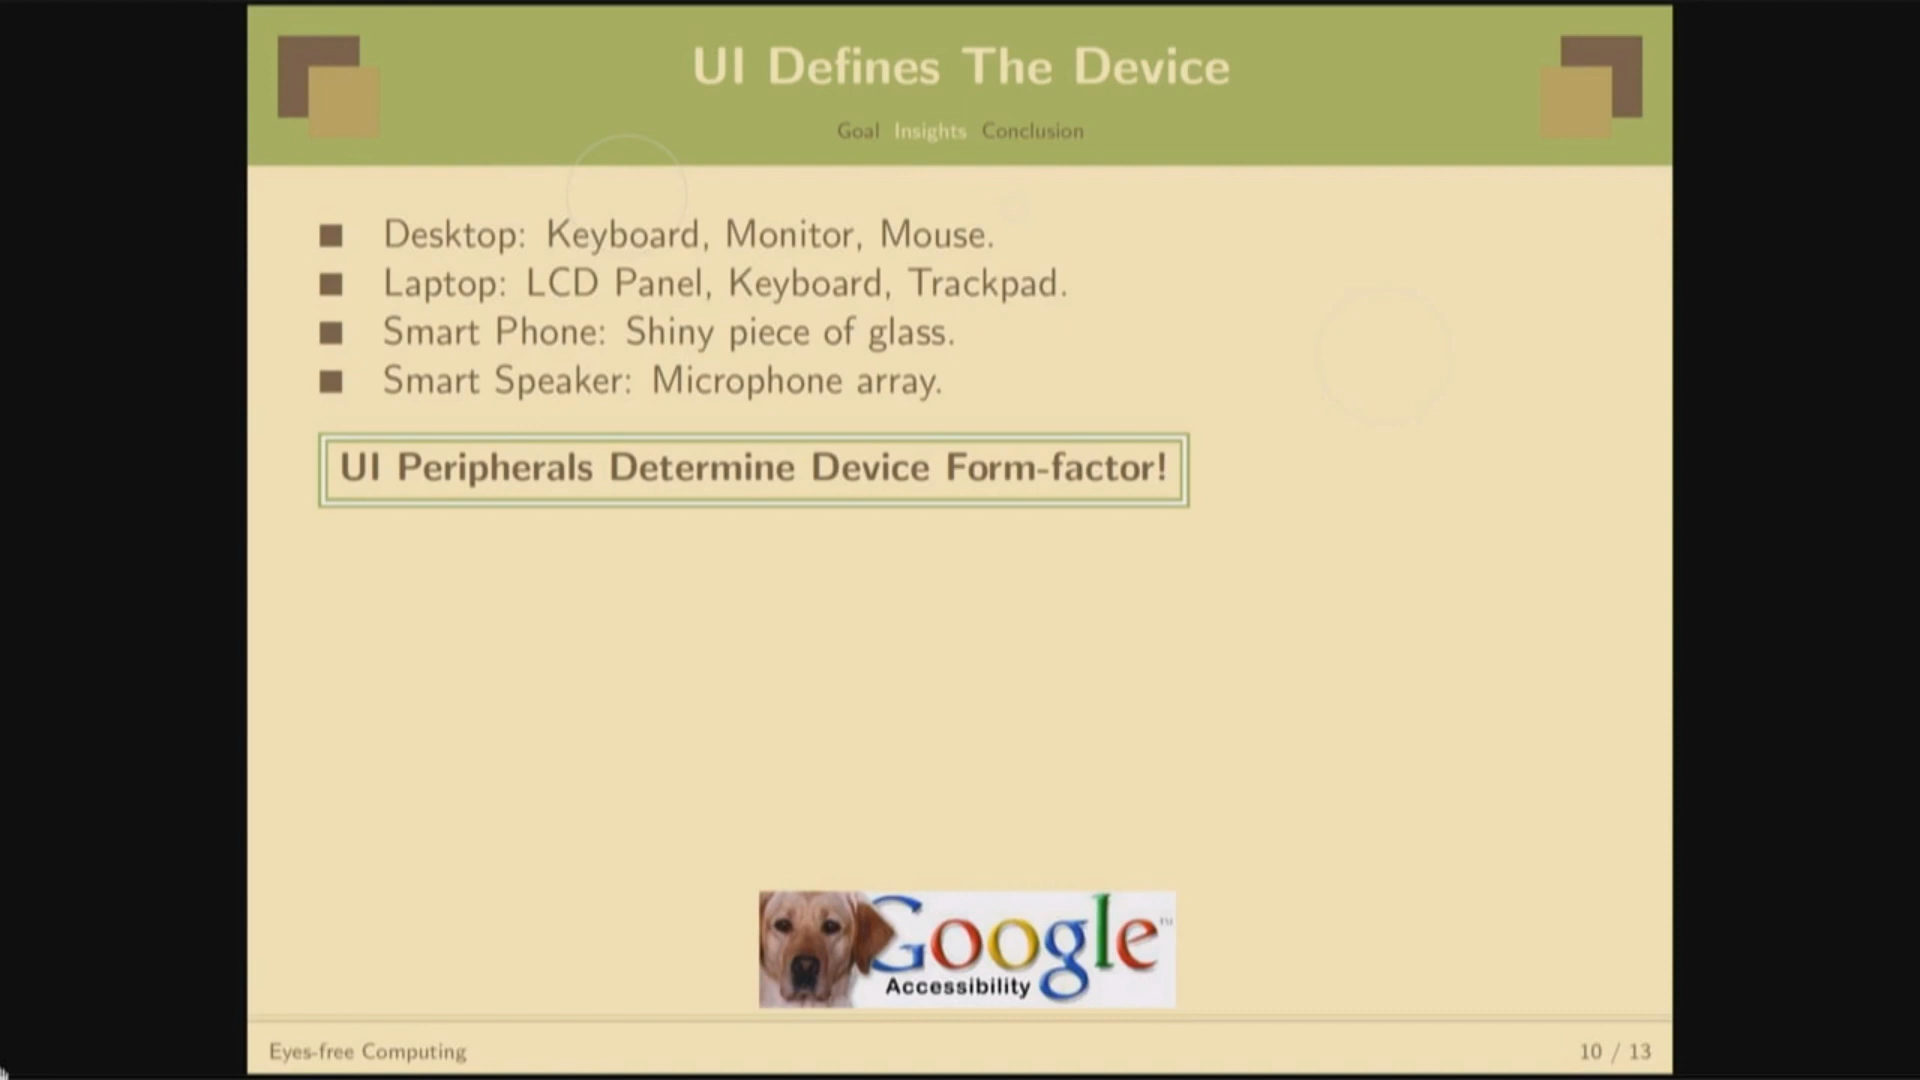 UI Defines The Device
Goal Insights Conclusion
Desktop: Keyboard, Monitor, Mouse.
Laptop: LCD Panel, Keyboard, Trackpad.
Smart Phone: Shiny piece of glass.
Smart Speaker: Microphone array.
UI Peripherals Determine Device Form-factor!
Google™
Accessibility
Eyes-free Computing
10 / 13